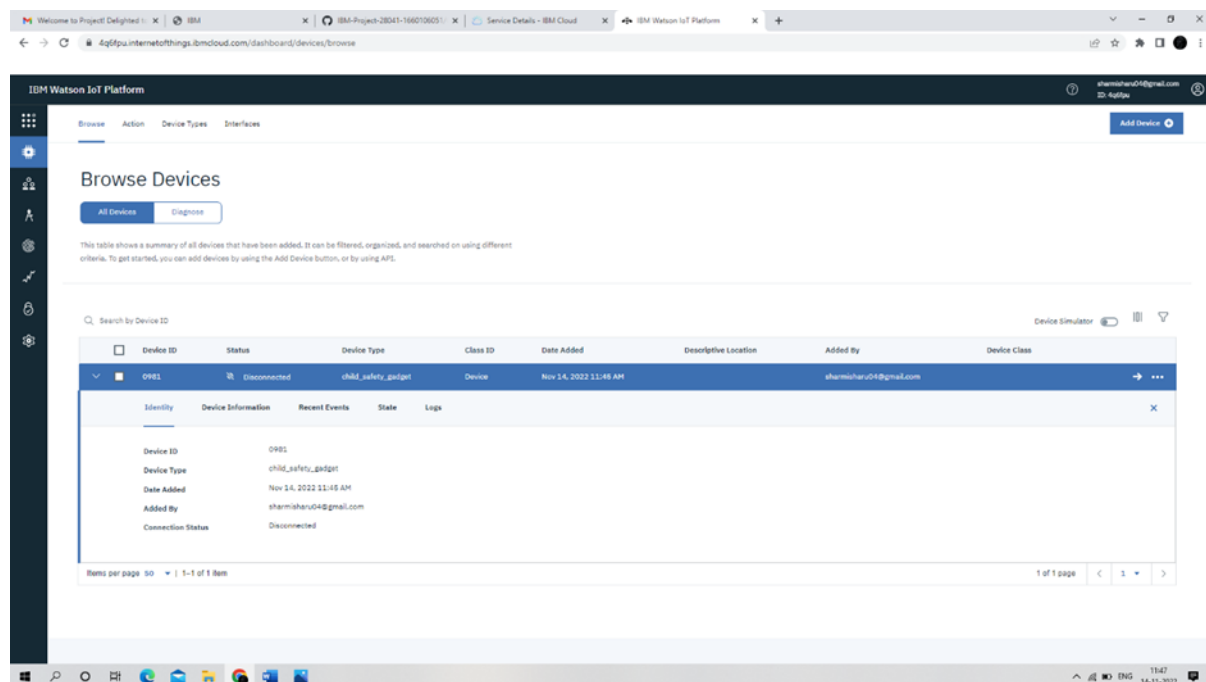 Welcome to Project! Delighted to
IBM
IBM-Project-28041-1660106051/
Service Details - IBM Cloud
IBM Watson IoT Platform
4q6fpu.internetofthings.ibmcloud.com/dashboard/devices/browse
IBM Watson IoT Platform
sharmisharu04@gmail.com
ID: 4q6fpu
Browse Action Device Types Interfaces
Add Device
Browse Devices
All Devices Diagnose
This table shows a summary of all devices that have been added. It can be filtered, organized, and searched on using different
criteria. To get started, you can add devices by using the Add Device button, or by using API.
Search by Device ID
Device Simulator
Device ID Status Device Type Class ID Date Added Descriptive Location Added By Device Class
0981 Disconnected child_safety_gadget Device Nov 14, 2022 11:45 AM sharmisharu04@gmail.com
Identity Device Information Recent Events State Logs
Device ID 0981
Device Type child_safety_gadget
Date Added Nov 14, 2022 11:45 AM
Added By sharmisharu04@gmail.com
Connection Status Disconnected
Items per page 50 | 1–1 of 1 item
1 of 1 page 1
ENG 11:47
14-11-2022